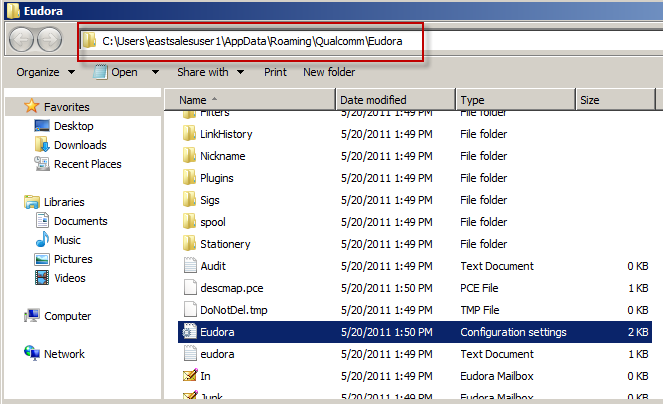 Eudora
C:\Users\eastsalesuser1\AppData\Roaming\Qualcomm\Eudora
Organize Open Share with Print New folder
Favorites
Desktop
Downloads
Recent Places
Libraries
Documents
Music
Pictures
Videos
Computer
Network
Name Date modified Type Size
Filters 5/20/2011 1:49 PM File folder
LinkHistory 5/20/2011 1:49 PM File folder
Nickname 5/20/2011 1:49 PM File folder
Plugins 5/20/2011 1:49 PM File folder
Sigs 5/20/2011 1:49 PM File folder
spool 5/20/2011 1:49 PM File folder
Stationery 5/20/2011 1:49 PM File folder
Audit 5/20/2011 1:49 PM Text Document 0 KB
descmap.pce 5/20/2011 1:50 PM PCE File 1 KB
DoNotDel.tmp 5/20/2011 1:49 PM TMP File 0 KB
Eudora 5/20/2011 1:50 PM Configuration settings 2 KB
eudora 5/20/2011 1:49 PM Text Document 1 KB
In 5/20/2011 1:49 PM Eudora Mailbox 0 KB
Junk 5/20/2011 1:49 PM Eudora Mailbox 0 KB